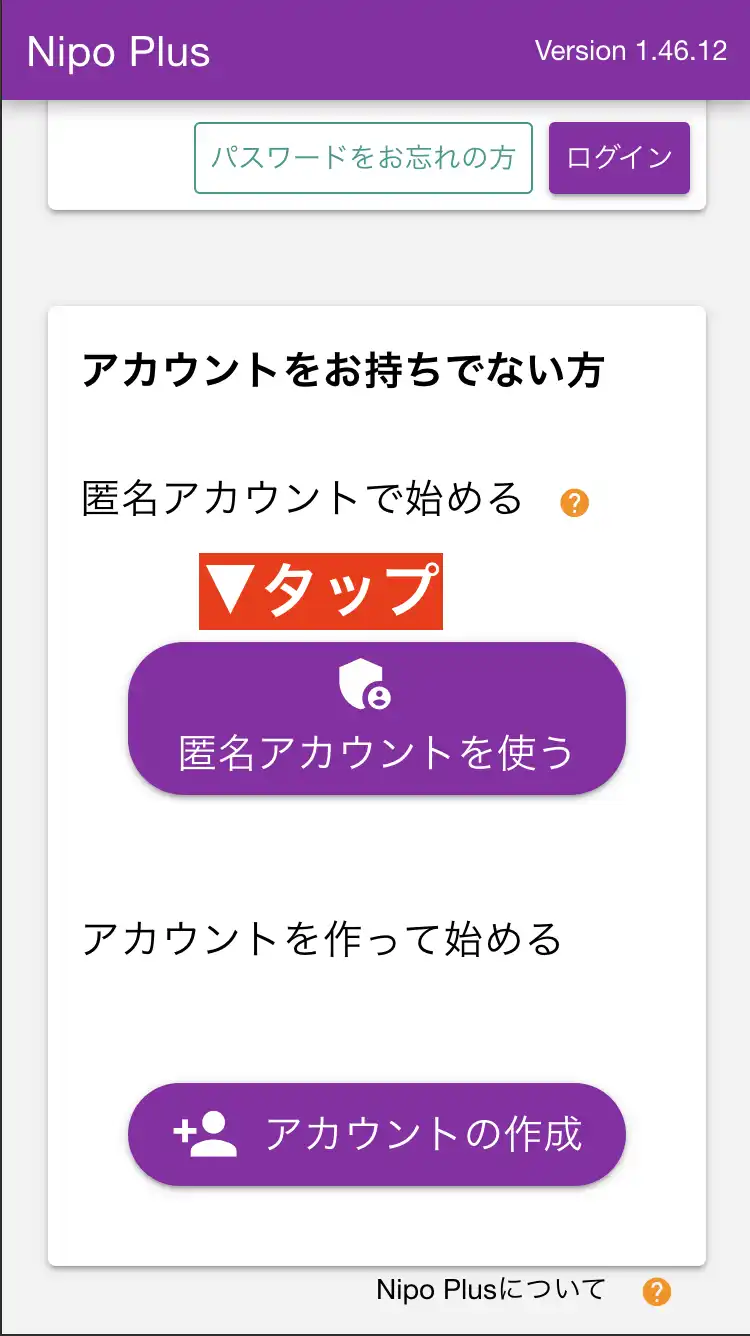 Nipo Plus
Version 1.46.12
パスワードをお忘れの方
ログイン
アカウントをお持ちでない方
匿名アカウントで始める ?
▼タップ
匿名アカウントを使う
アカウントを作って始める
アカウントの作成
Nipo Plusについて ?